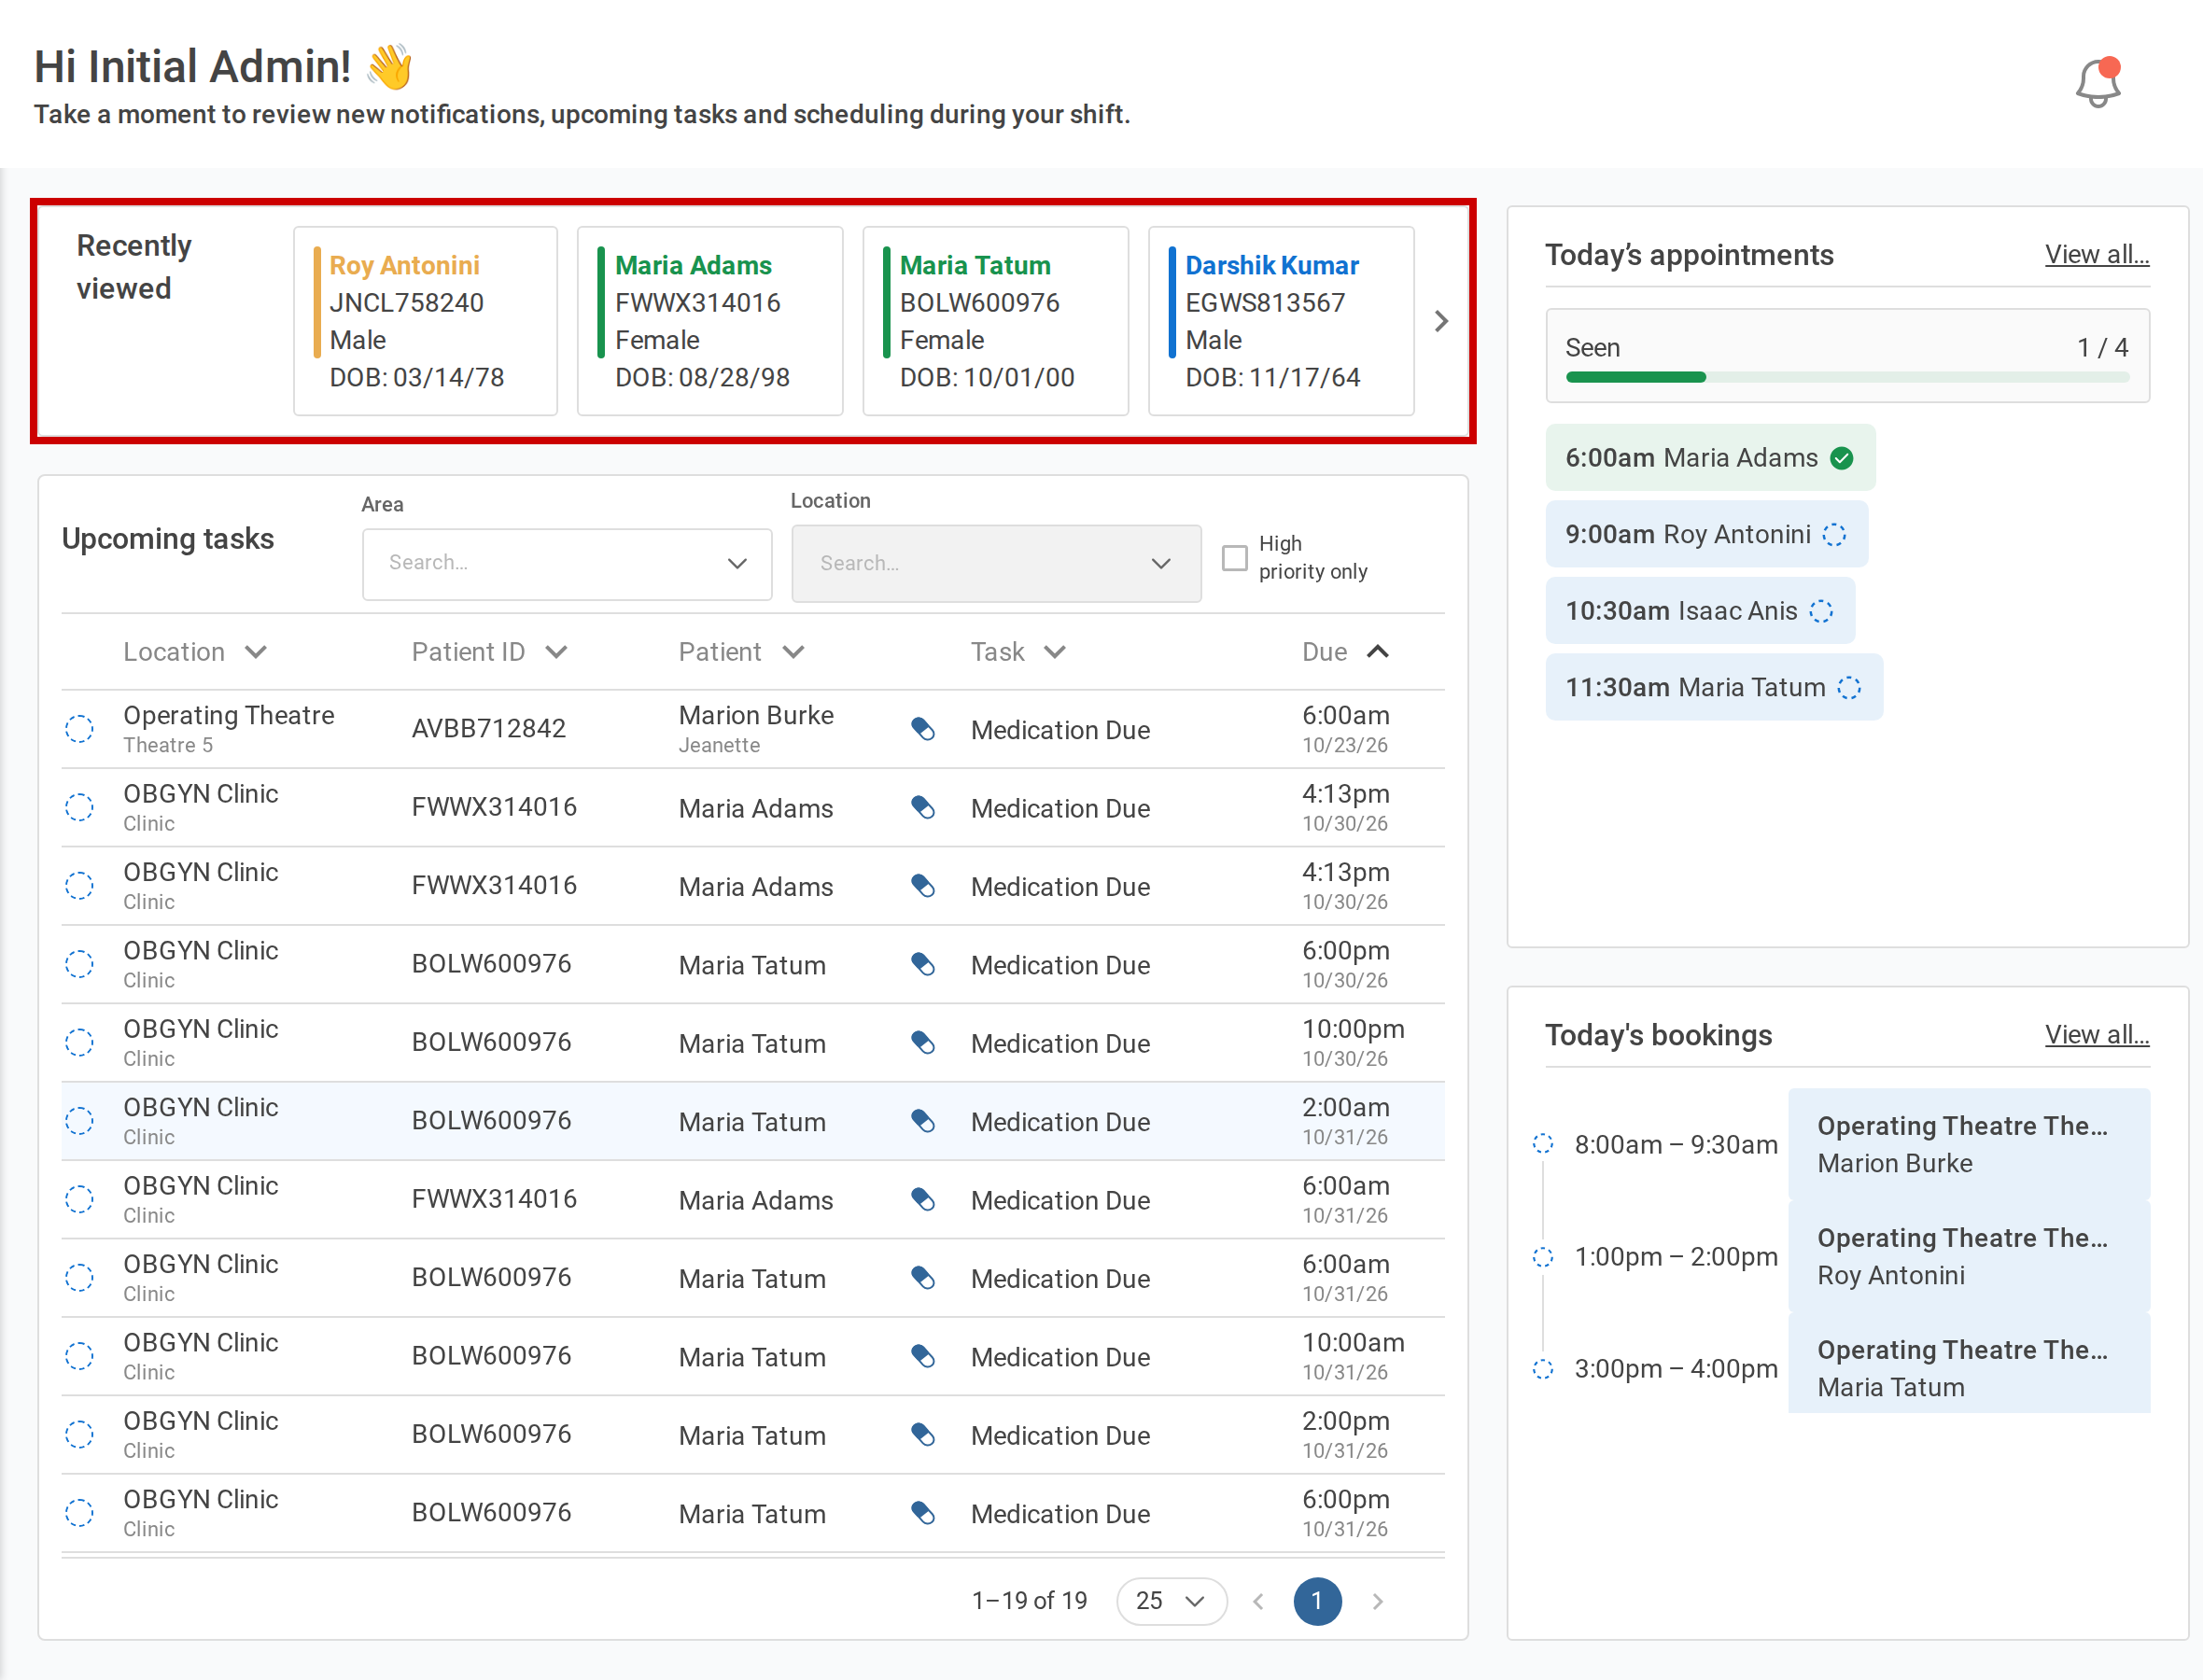 Hi Initial Admin! 👋
Take a moment to review new notifications, upcoming tasks and scheduling during your shift.
Recently
viewed
Roy Antonini
JNCL758240
Male
DOB: 03/14/78
Maria Adams
FWWX314016
Female
DOB: 08/28/98
Maria Tatum
BOLW600976
Female
DOB: 10/01/00
Darshik Kumar
EGWS813567
Male
DOB: 11/17/64
Upcoming tasks
Area
Search...
Location
Search...
High
priority only
Location Patient ID Patient Task Due
Operating Theatre AVBB712842 Marion Burke Medication Due 6:00am
Theatre 5 Jeanette 10/23/26
OBGYN Clinic FWWX314016 Maria Adams Medication Due 4:13pm
Clinic 10/30/26
OBGYN Clinic FWWX314016 Maria Adams Medication Due 4:13pm
Clinic 10/30/26
OBGYN Clinic BOLW600976 Maria Tatum Medication Due 6:00pm
Clinic 10/30/26
OBGYN Clinic BOLW600976 Maria Tatum Medication Due 10:00pm
Clinic 10/30/26
OBGYN Clinic BOLW600976 Maria Tatum Medication Due 2:00am
Clinic 10/31/26
OBGYN Clinic FWWX314016 Maria Adams Medication Due 6:00am
Clinic 10/31/26
OBGYN Clinic BOLW600976 Maria Tatum Medication Due 6:00am
Clinic 10/31/26
OBGYN Clinic BOLW600976 Maria Tatum Medication Due 10:00am
Clinic 10/31/26
OBGYN Clinic BOLW600976 Maria Tatum Medication Due 2:00pm
Clinic 10/31/26
OBGYN Clinic BOLW600976 Maria Tatum Medication Due 6:00pm
Clinic 10/31/26
1–19 of 19 25 1
Today’s appointments View all...
Seen 1 / 4
6:00am Maria Adams
9:00am Roy Antonini
10:30am Isaac Anis
11:30am Maria Tatum
Today's bookings View all...
8:00am – 9:30am
Operating Theatre The...
Marion Burke
1:00pm – 2:00pm
Operating Theatre The...
Roy Antonini
3:00pm – 4:00pm
Operating Theatre The...
Maria Tatum